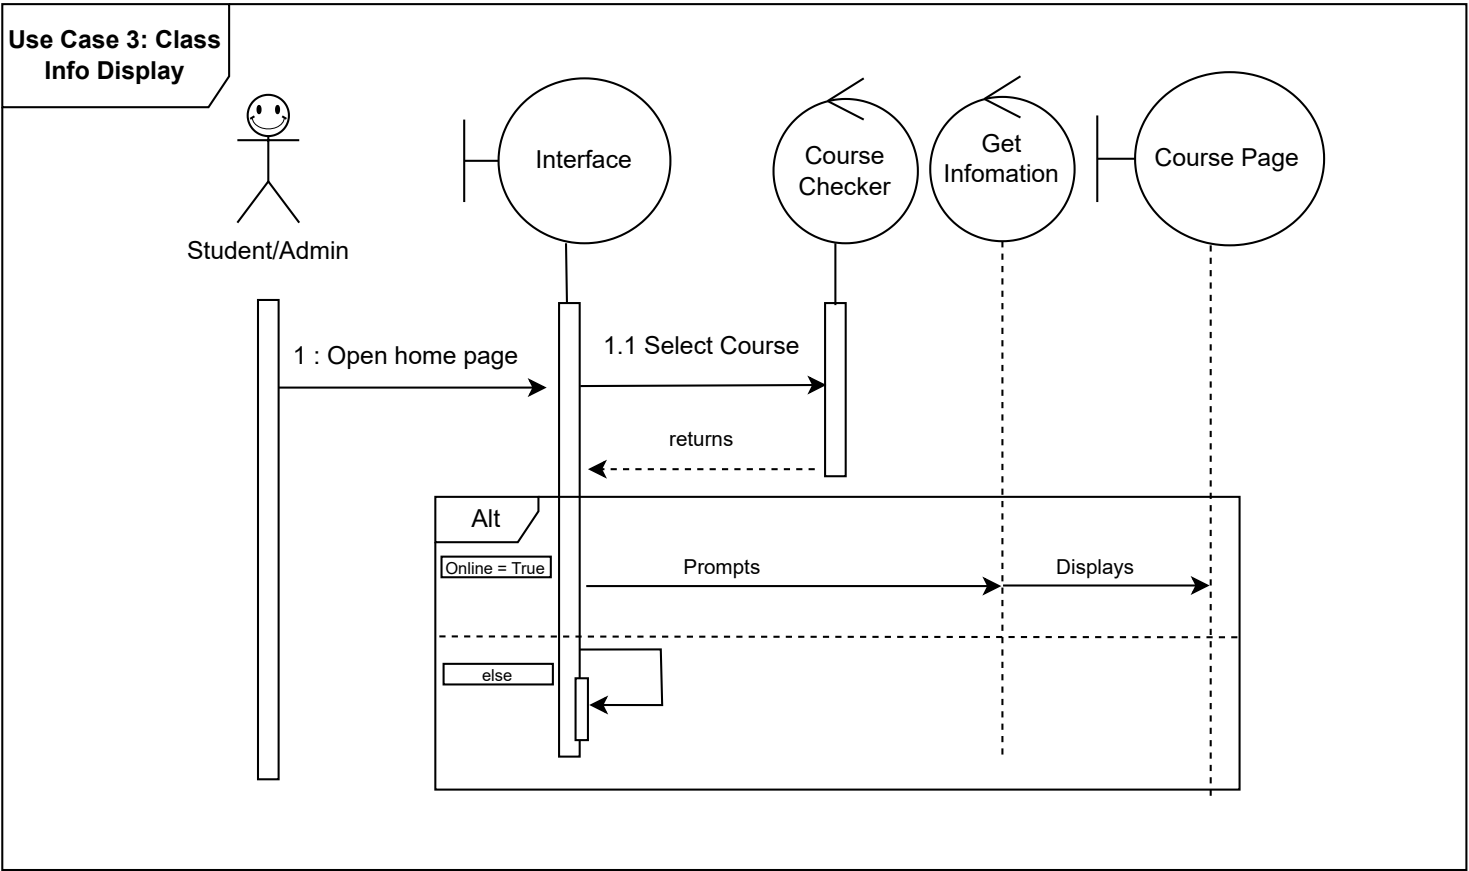 Use Case 3: Class
Info Display
Student/Admin
Interface
Course
Checker
Get
Infomation
Course Page
1 : Open home page
1.1 Select Course
returns
Alt
Online = True
Prompts
Displays
else